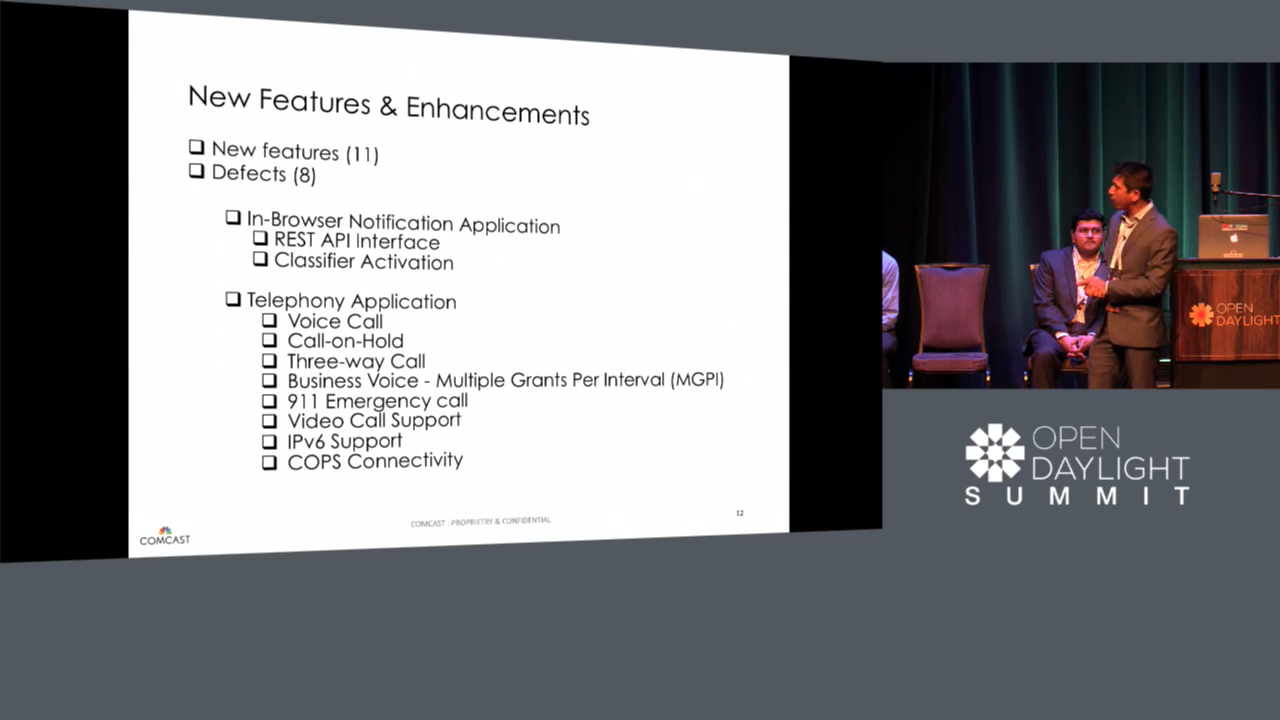 New Features & Enhancements
❑ New features (11)
❑ Defects (8)
❑ In-Browser Notification Application
❑ REST API Interface
❑ Classifier Activation
❑ Telephony Application
❑ Voice Call
❑ Call-on-Hold
❑ Three-way Call
❑ Business Voice - Multiple Grants Per Interval (MGPI)
❑ 911 Emergency call
❑ Video Call Support
❑ IPv6 Support
❑ COPS Connectivity
COMCAST
COMCAST : PROPRIETRY & CONFIDENTIAL
12
OPEN
DAYLIGHT
OPEN
DAYLIGHT
SUMMIT